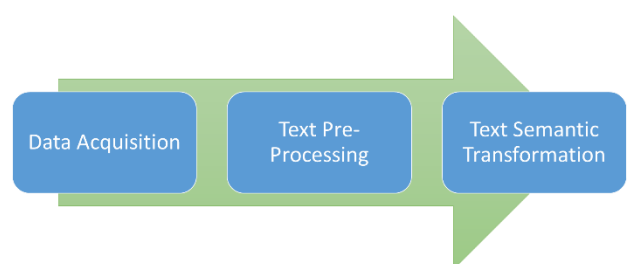 Data Acquisition
Text Pre-
Processing
Text Semantic
Transformation